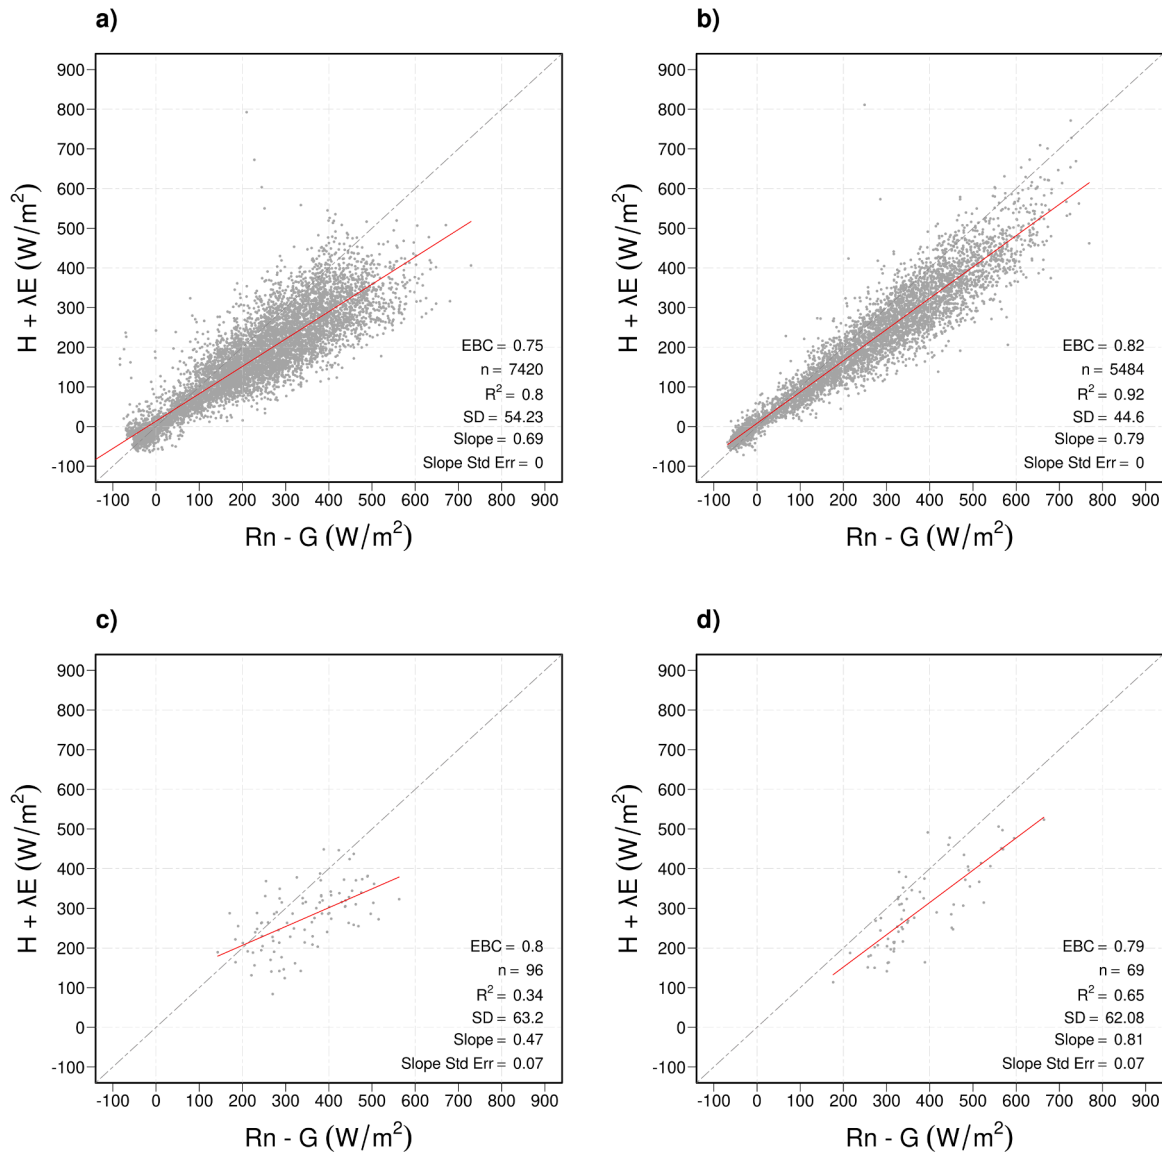 a)
900
800
700
600
500
400
300
200
100
0
-100
H + λE (W/m²)
EBC = 0.75
n = 7420
R² = 0.8
SD = 54.23
Slope = 0.69
Slope Std Err = 0
-100 0 100 200 300 400 500 600 700 800 900
Rn - G (W/m²)
b)
900
800
700
600
500
400
300
200
100
0
-100
H + λE (W/m²)
EBC = 0.82
n = 5484
R² = 0.92
SD = 44.6
Slope = 0.79
Slope Std Err = 0
-100 0 100 200 300 400 500 600 700 800 900
Rn - G (W/m²)
c)
900
800
700
600
500
400
300
200
100
0
-100
H + λE (W/m²)
EBC = 0.8
n = 96
R² = 0.34
SD = 63.2
Slope = 0.47
Slope Std Err = 0.07
-100 0 100 200 300 400 500 600 700 800 900
Rn - G (W/m²)
d)
900
800
700
600
500
400
300
200
100
0
-100
H + λE (W/m²)
EBC = 0.79
n = 69
R² = 0.65
SD = 62.08
Slope = 0.81
Slope Std Err = 0.07
-100 0 100 200 300 400 500 600 700 800 900
Rn - G (W/m²)